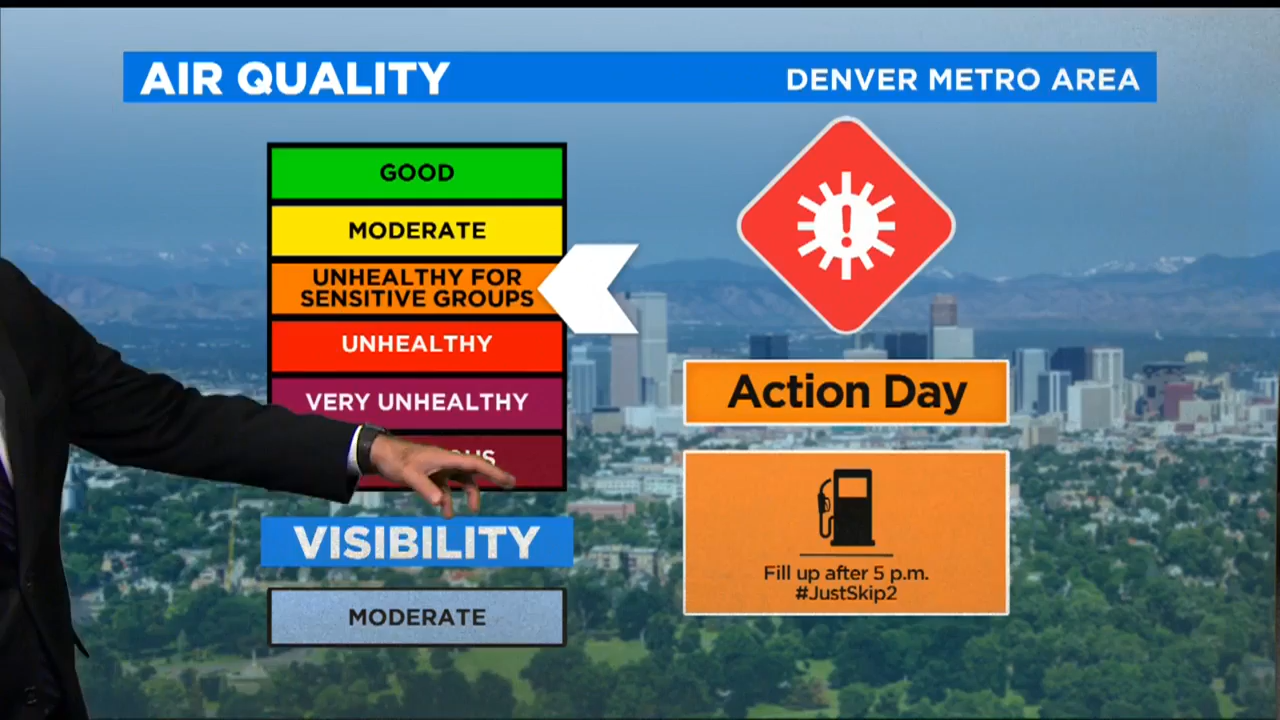 AIR QUALITY
DENVER METRO AREA
GOOD
MODERATE
UNHEALTHY FOR
SENSITIVE GROUPS
UNHEALTHY
VERY UNHEALTHY
VISIBILITY
MODERATE
!
Action Day
Fill up after 5 p.m.
#JustSkip2